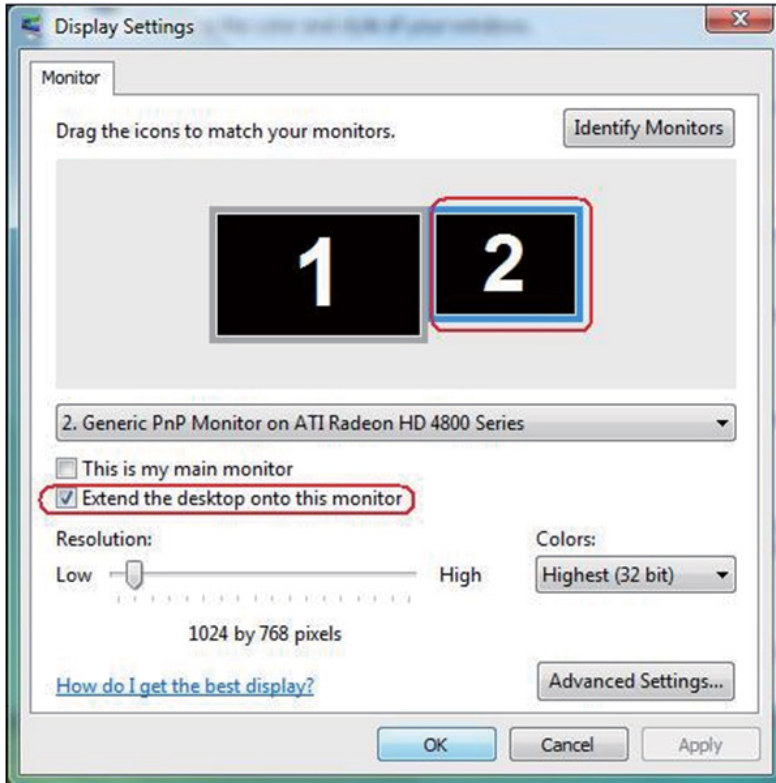 Display Settings
Monitor
Drag the icons to match your monitors.
Identify Monitors
1
2
2. Generic PnP Monitor on ATI Radeon HD 4800 Series
This is my main monitor
Extend the desktop onto this monitor
Resolution:
Colors:
Low
High
Highest (32 bit)
1024 by 768 pixels
How do I get the best display?
Advanced Settings...
OK
Cancel
Apply